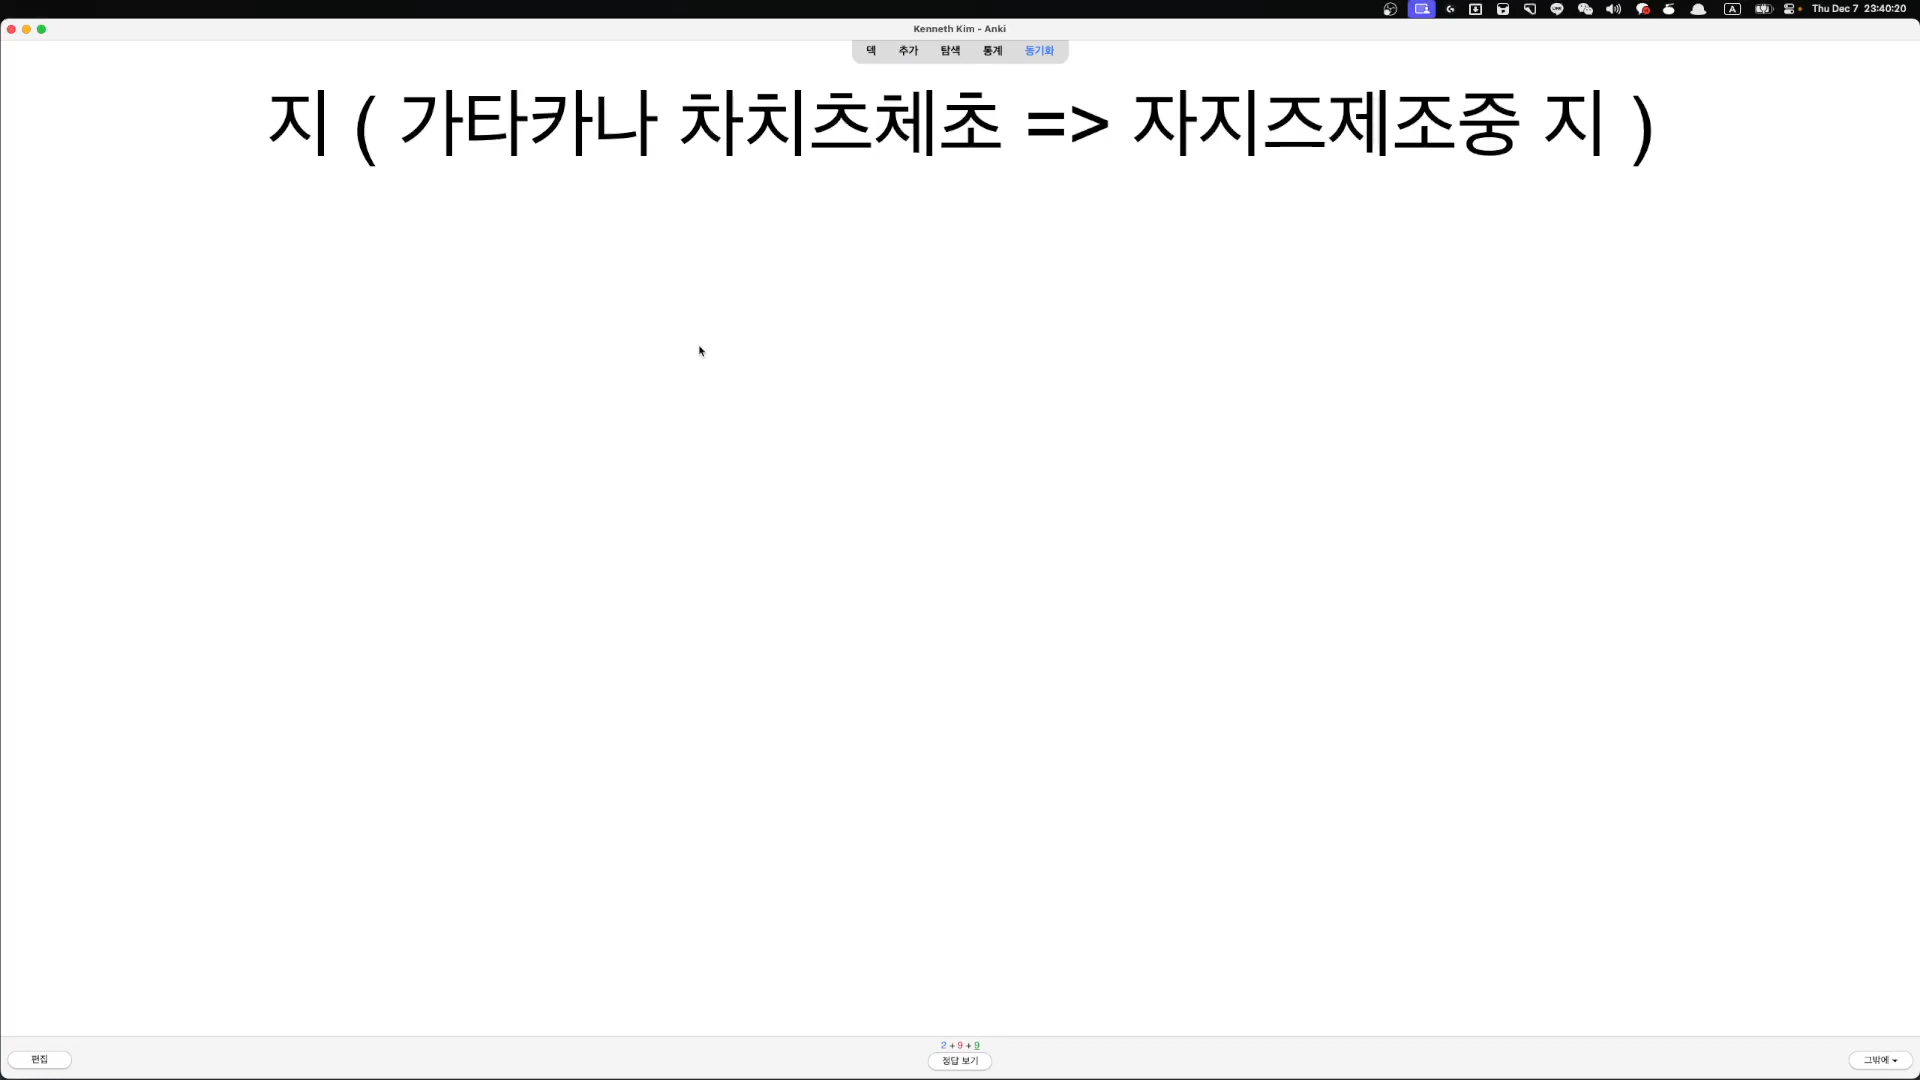 Thu Dec 7 23:40:20
Kenneth Kim - Anki
덱 추가 탐색 통계 동기화
지 ( 가타카나 차치츠체초 => 자지즈제조중 지 )
2 + 9 + 9
편집 정답 보기 그밖에